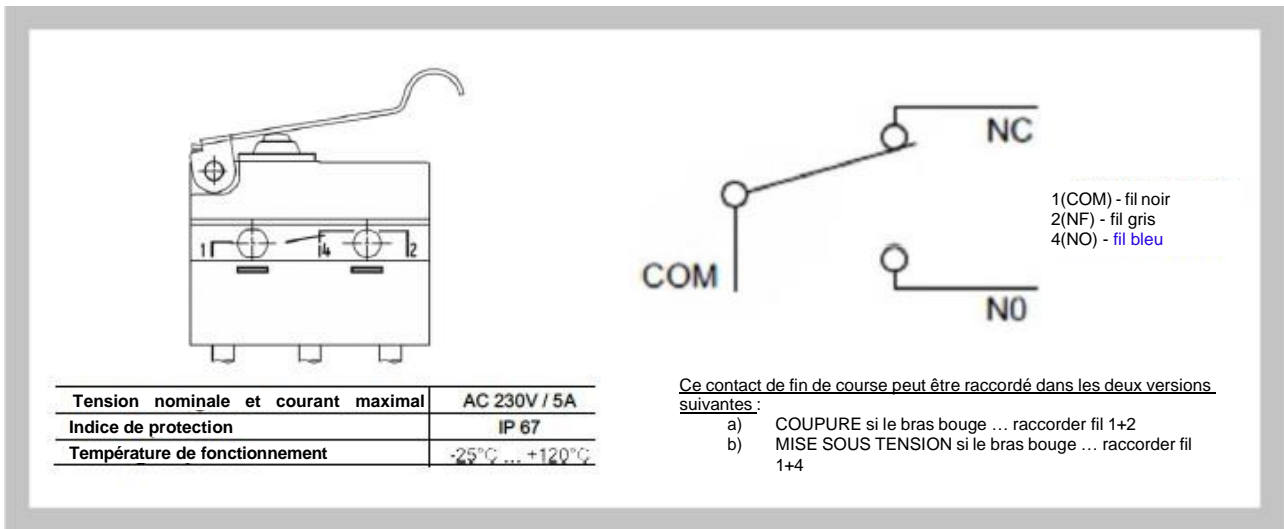 1
4
2
NC
COM
N0
1(COM) - fil noir
2(NF) - fil gris
4(NO) - fil bleu
Tension nominale et courant maximal AC 230V / 5A
Indice de protection IP 67
Température de fonctionnement -25°C ... +120°C
Ce contact de fin de course peut être raccordé dans les deux versions
suivantes :
a) COUPURE si le bras bouge … raccorder fil 1+2
b) MISE SOUS TENSION si le bras bouge … raccorder fil
1+4